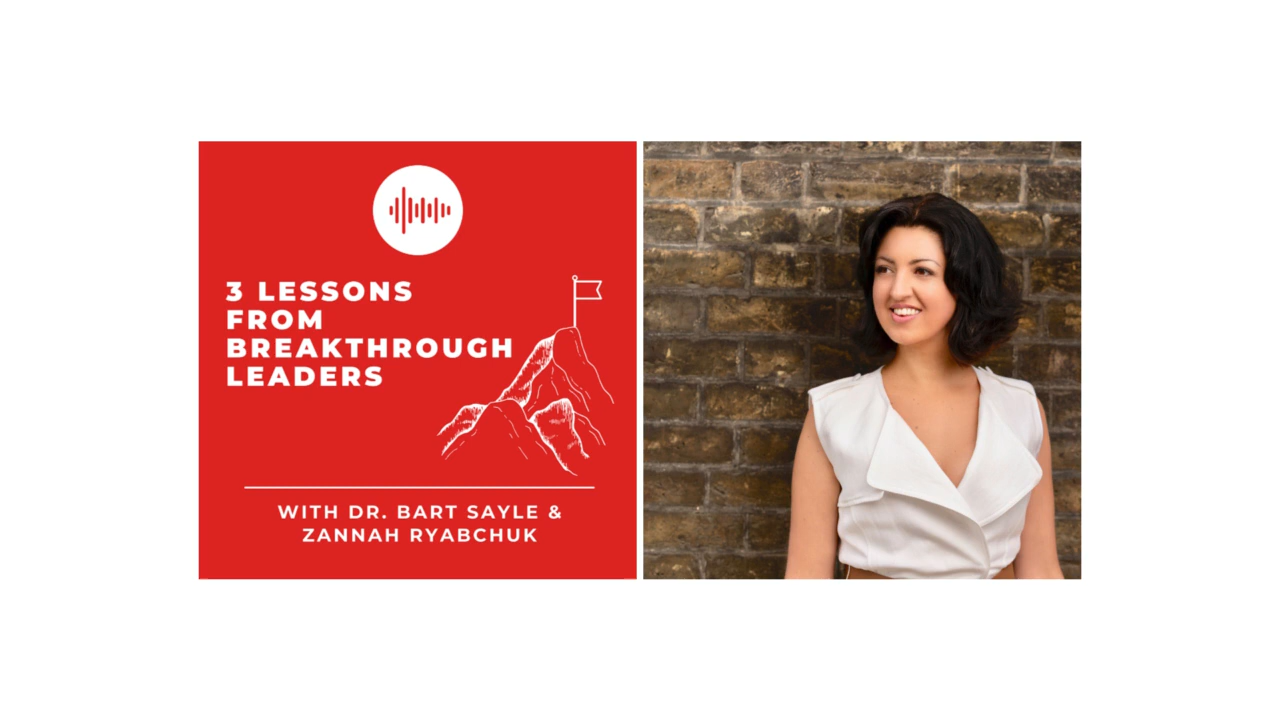 3 LESSONS
FROM
BREAKTHROUGH
LEADERS
WITH DR. BART SAYLE &
ZANNAH RYABCHUK